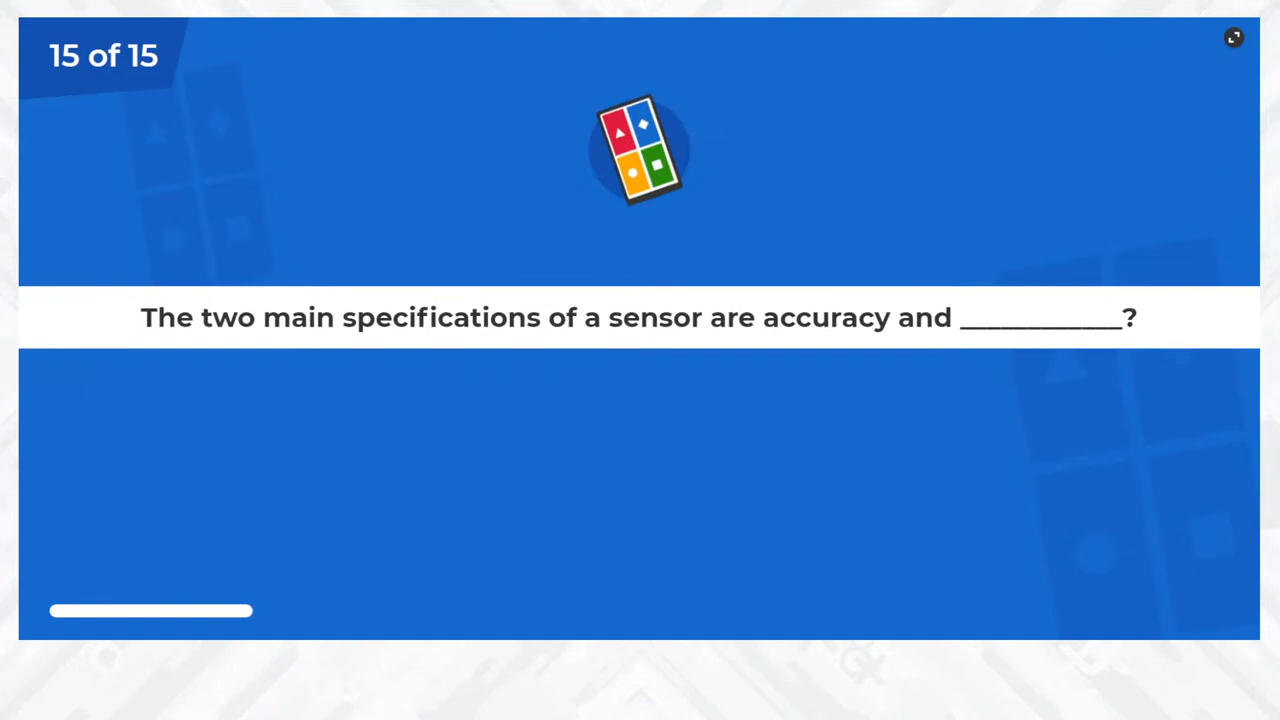 15 of 15
The two main specifications of a sensor are accuracy and ____________?